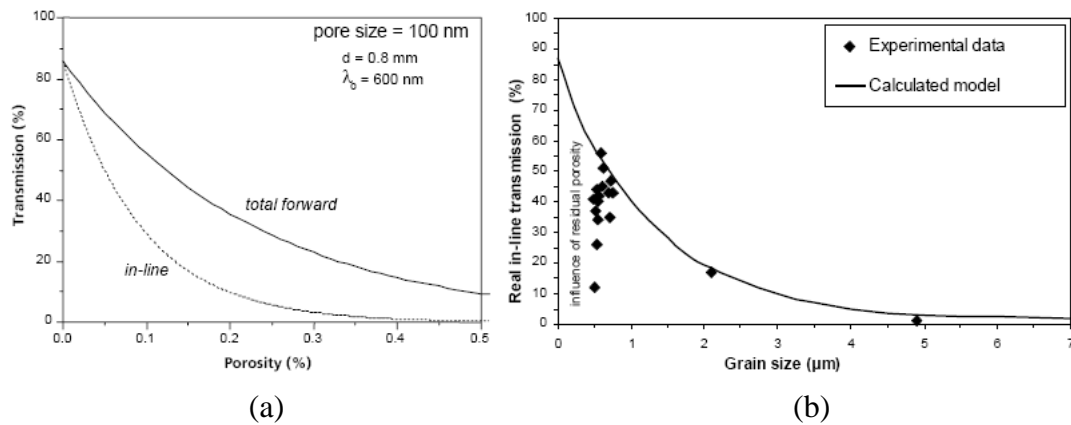 100
80
60
40
20
0
Transmission (%)
pore size = 100 nm
d = 0.8 mm
λb = 600 nm
total forward
in-line
0.0 0.1 0.2 0.3 0.4 0.5
Porosity (%)
(a)
100
90
80
70
60
50
40
30
20
10
0
Real in-line transmission (%)
influence of residual porosity
Experimental data
Calculated model
0 1 2 3 4 5 6 7
Grain size (µm)
(b)